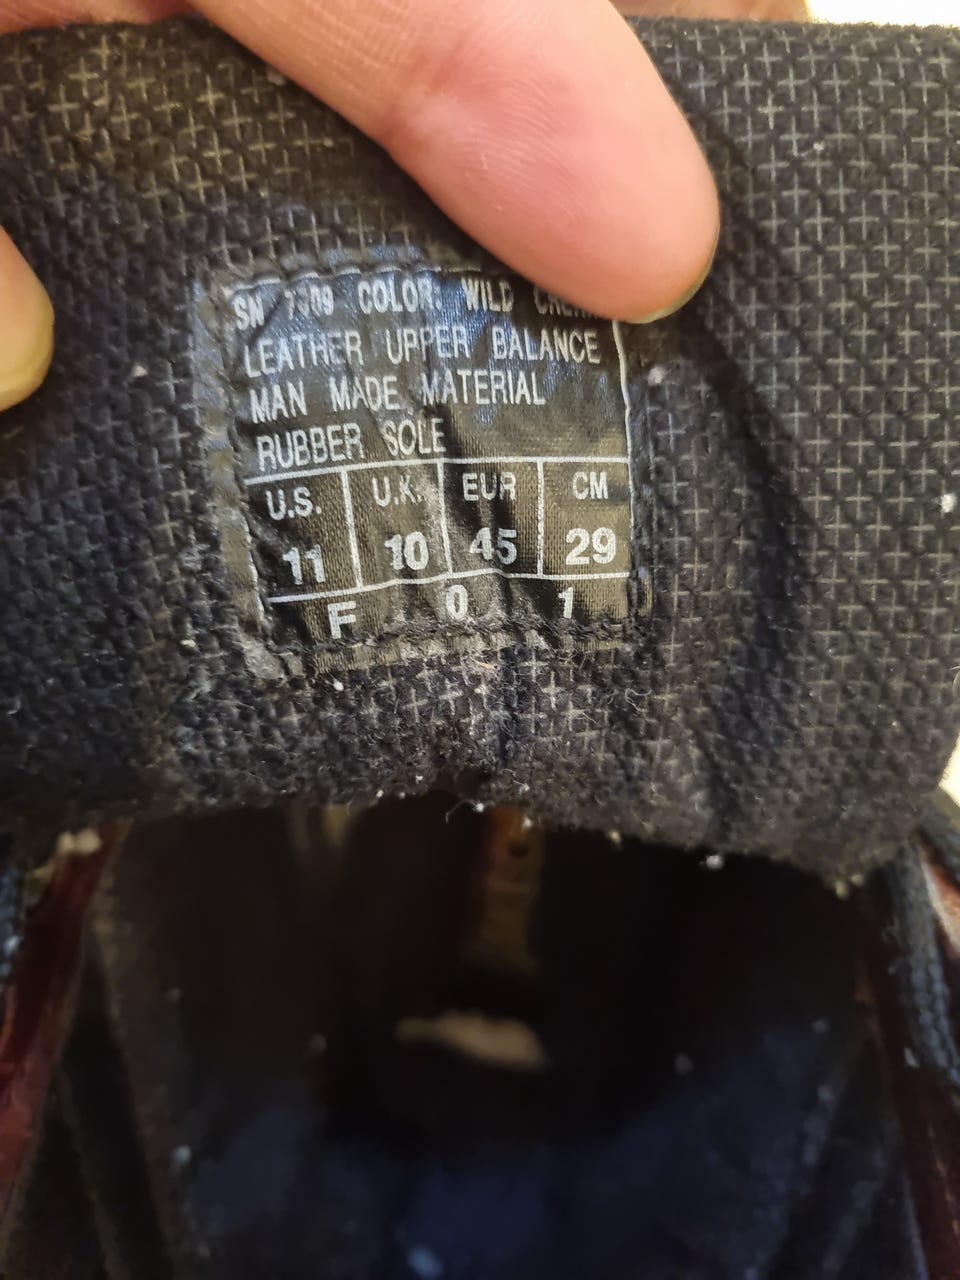 SN COLOR: WILD
LEATHER UPPER BALANCE
MAN MADE MATERIAL
RUBBER SOLE
U.S. U.K. EUR CM
11 10 45 29
F 0 1